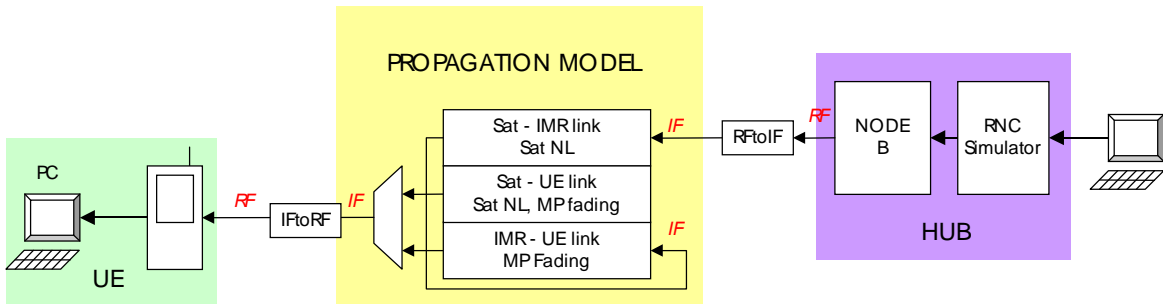 PROPAGATION MODEL
Sat - IMR link
Sat NL
Sat - UE link
Sat NL, MP fading
IMR - UE link
MP Fading
IF
IF
RFtoIF
RF
NODE
B
RNC
Simulator
HUB
PC
UE
RF
IFtoRF
IF